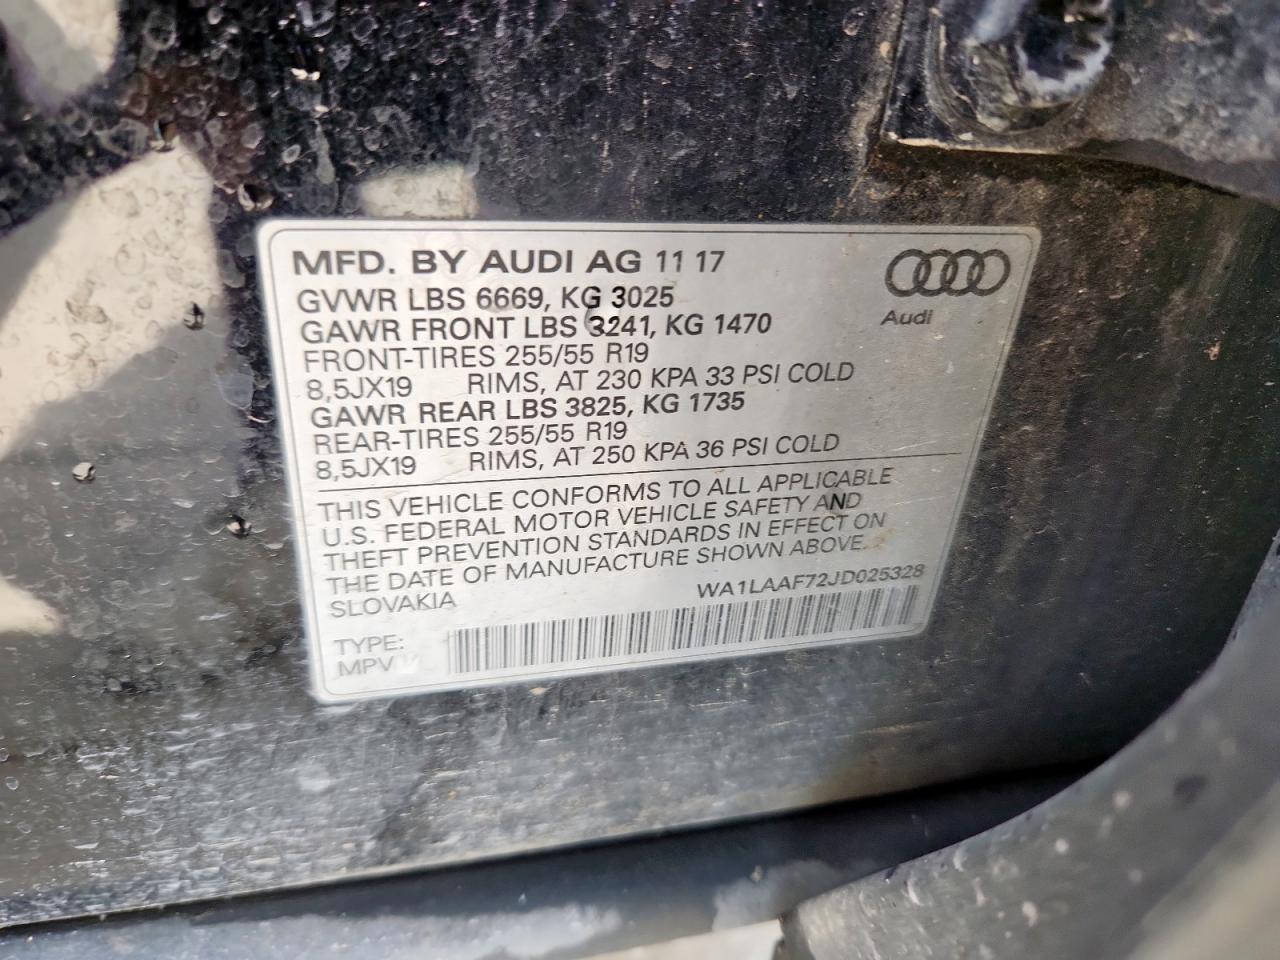 MFD. BY AUDI AG 11 17
GVWR LBS 6669, KG 3025
GAWR FRONT LBS 3241, KG 1470
FRONT-TIRES 255/55 R19
8,5JX19 RIMS, AT 230 KPA 33 PSI COLD
GAWR REAR LBS 3825, KG 1735
REAR-TIRES 255/55 R19
8,5JX19 RIMS, AT 250 KPA 36 PSI COLD
Audi
THIS VEHICLE CONFORMS TO ALL APPLICABLE
U.S. FEDERAL MOTOR VEHICLE SAFETY AND
THEFT PREVENTION STANDARDS IN EFFECT ON
THE DATE OF MANUFACTURE SHOWN ABOVE.
SLOVAKIA WA1LAAF72JD025328
TYPE:
MPV